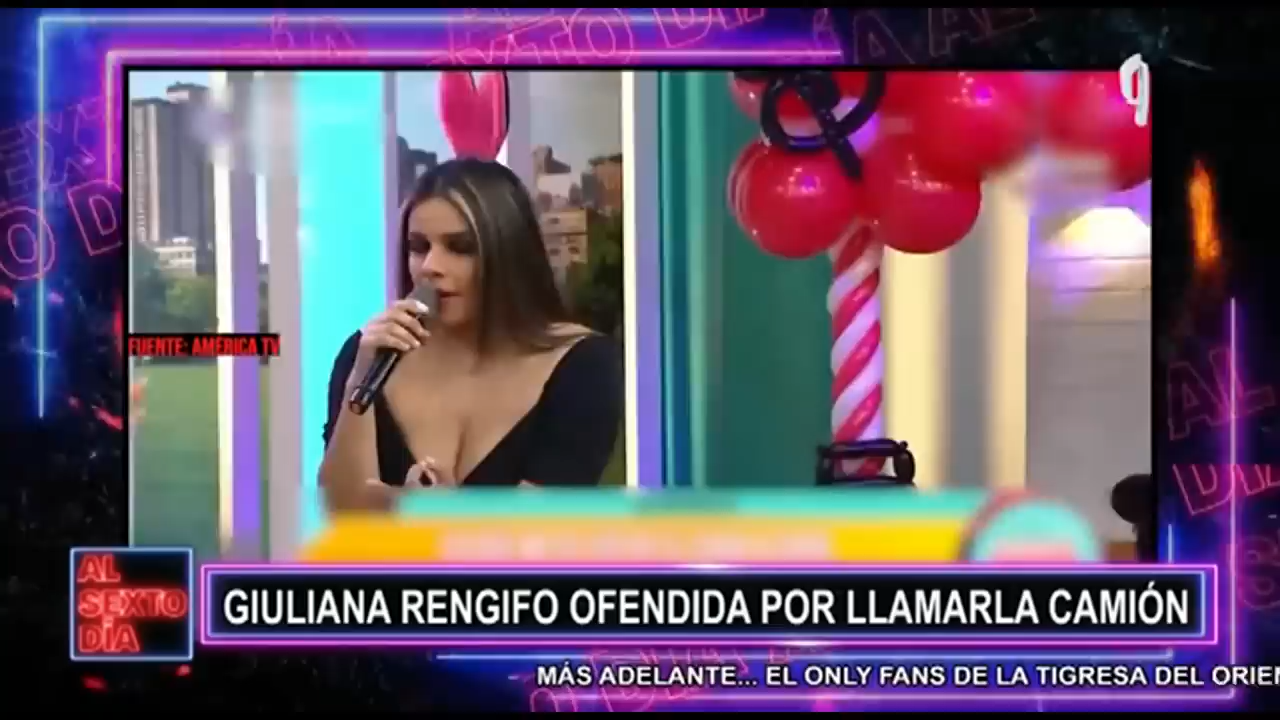 FUENTE: AMÉRICA TV
AL
SEXTO
DÍA
GIULIANA RENGIFO OFENDIDA POR LLAMARLA CAMIÓN
MÁS ADELANTE... EL ONLY FANS DE LA TIGRESA DEL ORIEN